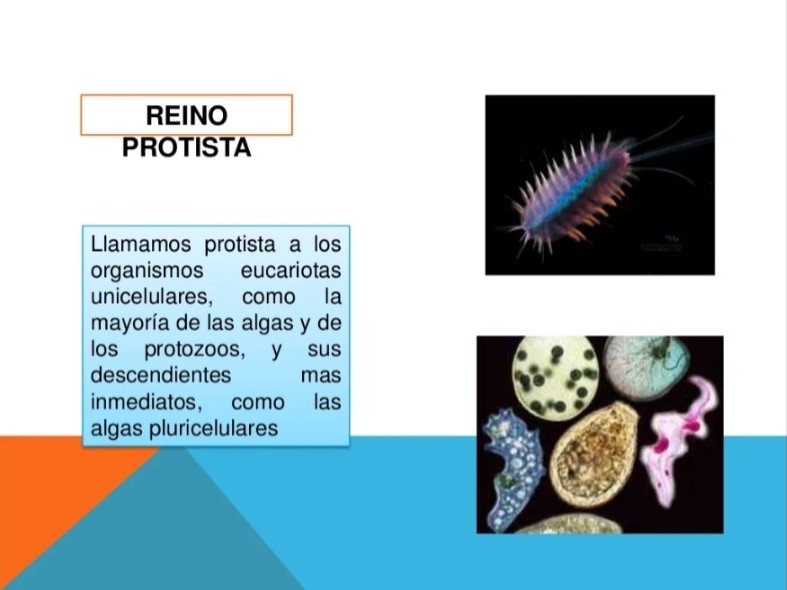 REINO
PROTISTA
Llamamos protista a los
organismos eucariotas
unicelulares, como la
mayoría de las algas y de
los protozoos, y sus
descendientes mas
inmediatos, como las
algas pluricelulares